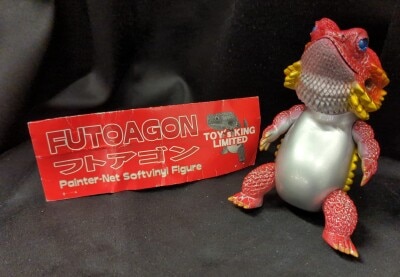 FUTOAGON
フトアゴン
Painter-Net Softvinyl Figure
TOY's KING
LIMITED